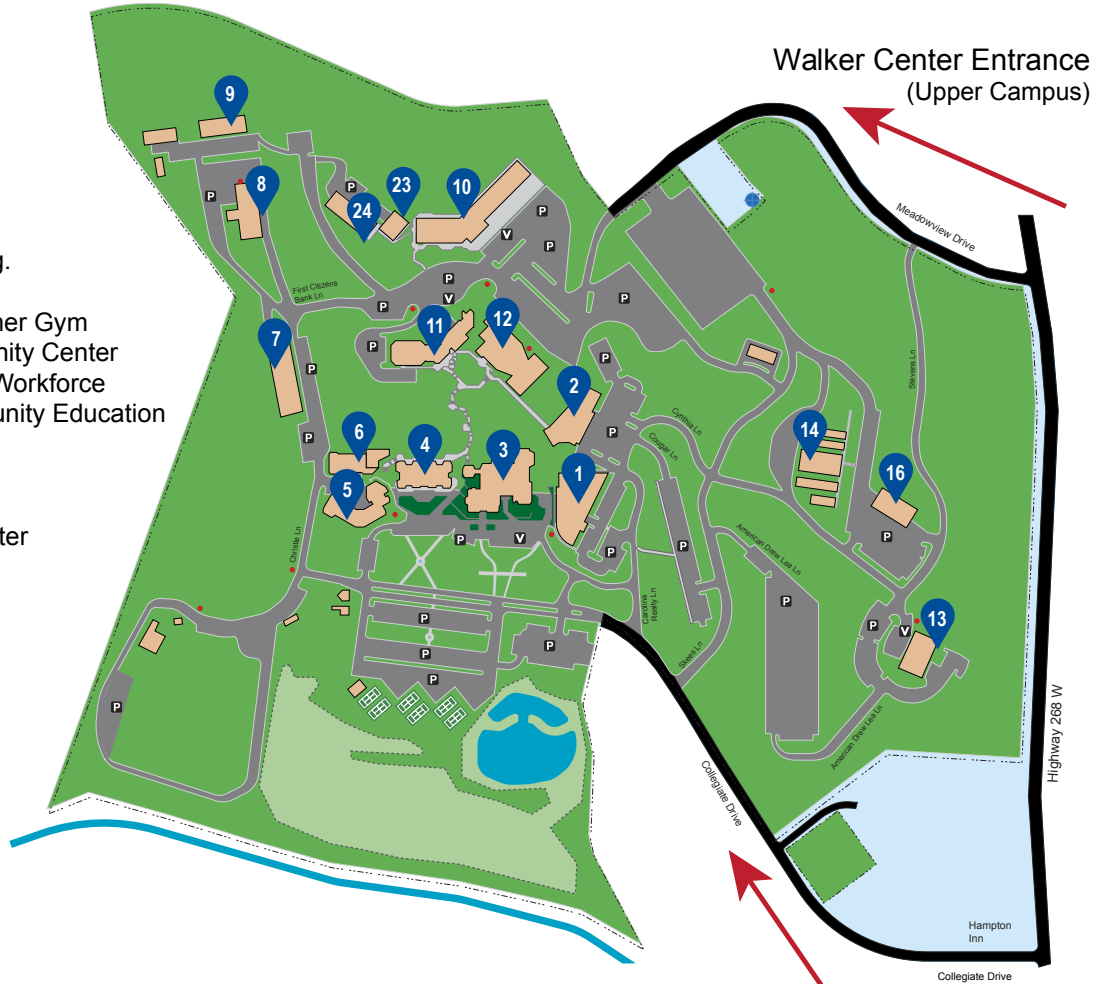 Walker Center Entrance
(Upper Campus)
9
8
23
10
24
P
P
P
V
P
Meadowview Drive
g.
First Citizens
Bank Ln
P
V
P
P
ner Gym
nity Center
Workforce
unity Education
7
11
12
P
P
P
2
Stevens Ln
P
Cynthia Ln
Cougar Ln
P
6
4
3
14
5
1
16
ter
P
V
P
P
P
American Drew Lea Ln
Christie Ln
P
Carolina
Realty Ln
P
P
13
P
V
P
P
P
Skeens Ln
P
American Drew Lea Ln
Highway 268 W
Collegiate Drive
Hampton
Inn
Collegiate Drive